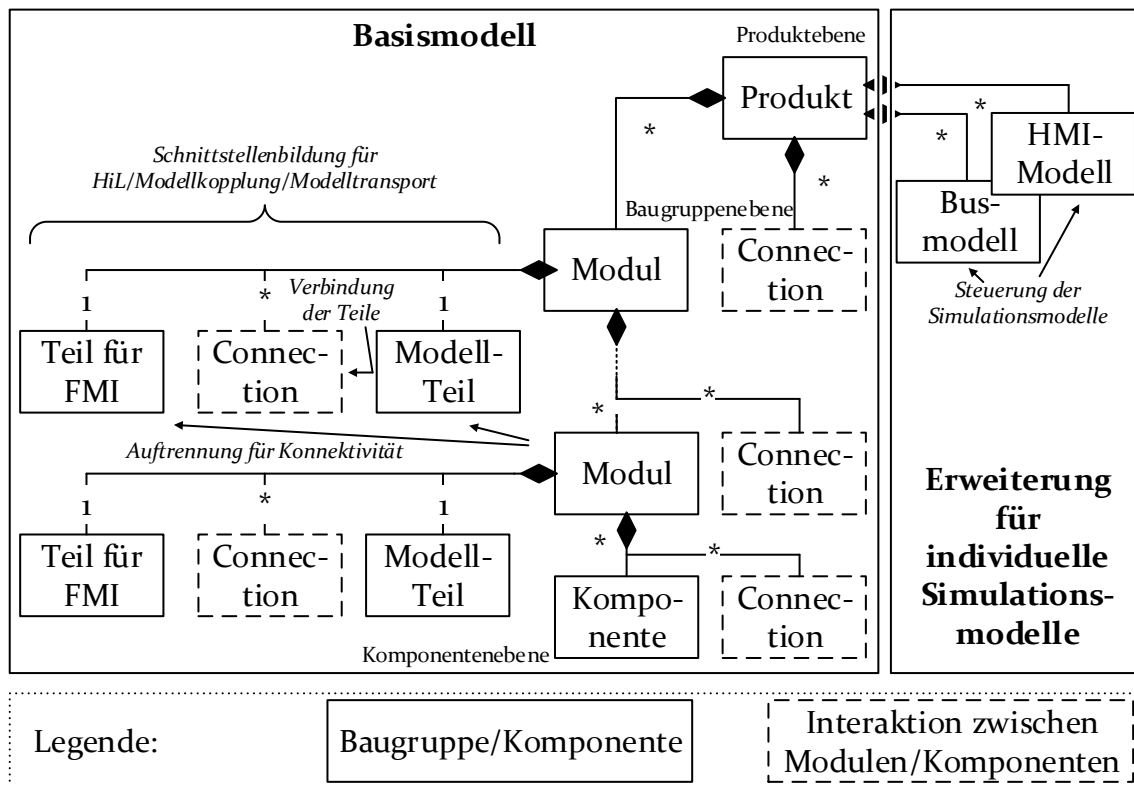 Basismodell
Produktebene
Produkt
*
*
*
*
HMI-
Modell
Bus-
modell
Steuerung der
Simulationsmodelle
Schnittstellenbildung für
HiL/Modellkopplung/Modelltransport
Baugruppenebene
Modul
Connec-
tion
1
*
1
Verbindung
der Teile
Teil für
FMI
Connec-
tion
Modell-
Teil
*
*
Auftrennung für Konnektivität
Modul
Connec-
tion
1
*
1
Teil für
FMI
Connec-
tion
Modell-
Teil
*
*
Kompo-
nente
Connec-
tion
Komponentenebene
Erweiterung
für
individuelle
Simulations-
modelle
Legende:
Baugruppe/Komponente
Interaktion zwischen
Modulen/Komponenten